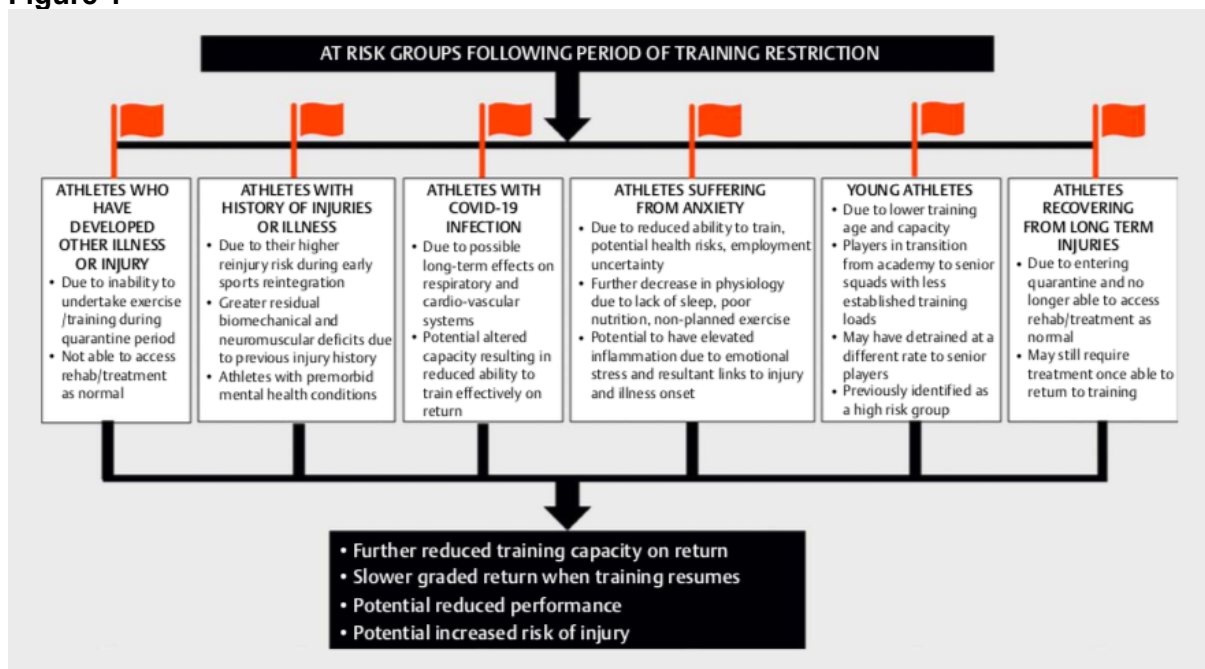 Figure 1
AT RISK GROUPS FOLLOWING PERIOD OF TRAINING RESTRICTION
ATHLETES WHO
HAVE
DEVELOPED
OTHER ILLNESS
OR INJURY
• Due to inability to
undertake exercise
/training during
quarantine period
• Not able to access
rehab/treatment
as normal
ATHLETES WITH
HISTORY OF INJURIES
OR ILLNESS
• Due to their higher
reinjury risk during early
sports reintegration
• Greater residual
biomechanical and
neuromuscular deficits due
to previous injury history
• Athletes with premorbid
mental health conditions
ATHLETES WITH
COVID-19
INFECTION
• Due to possible
long-term effects on
respiratory and
cardio-vascular
systems
• Potential altered
capacity resulting in
reduced ability to
train effectively on
return
ATHLETES SUFFERING
FROM ANXIETY
• Due to reduced ability to train,
potential health risks, employment
uncertainty
• Further decrease in physiology
due to lack of sleep, poor
nutrition, non-planned exercise
• Potential to have elevated
inflammation due to emotional
stress and resultant links to injury
and illness onset
YOUNG ATHLETES
• Due to lower training
age and capacity
• Players in transition
from academy to senior
squads with less
established training
loads
• May have detrained at a
different rate to senior
players
• Previously identified as
a high risk group
ATHLETES
RECOVERING
FROM LONG TERM
INJURIES
• Due to entering
quarantine and no
longer able to access
rehab/treatment as
normal
• May still require
treatment once able to
return to training
• Further reduced training capacity on return
• Slower graded return when training resumes
• Potential reduced performance
• Potential increased risk of injury